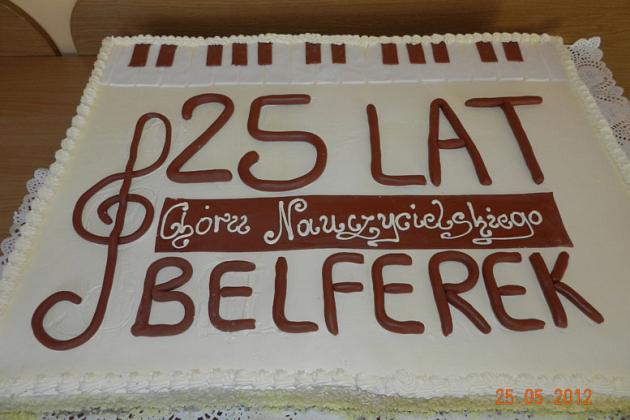 25 LAT
Chóru Nauczycielskiego
BELFEREK
25 05 2012